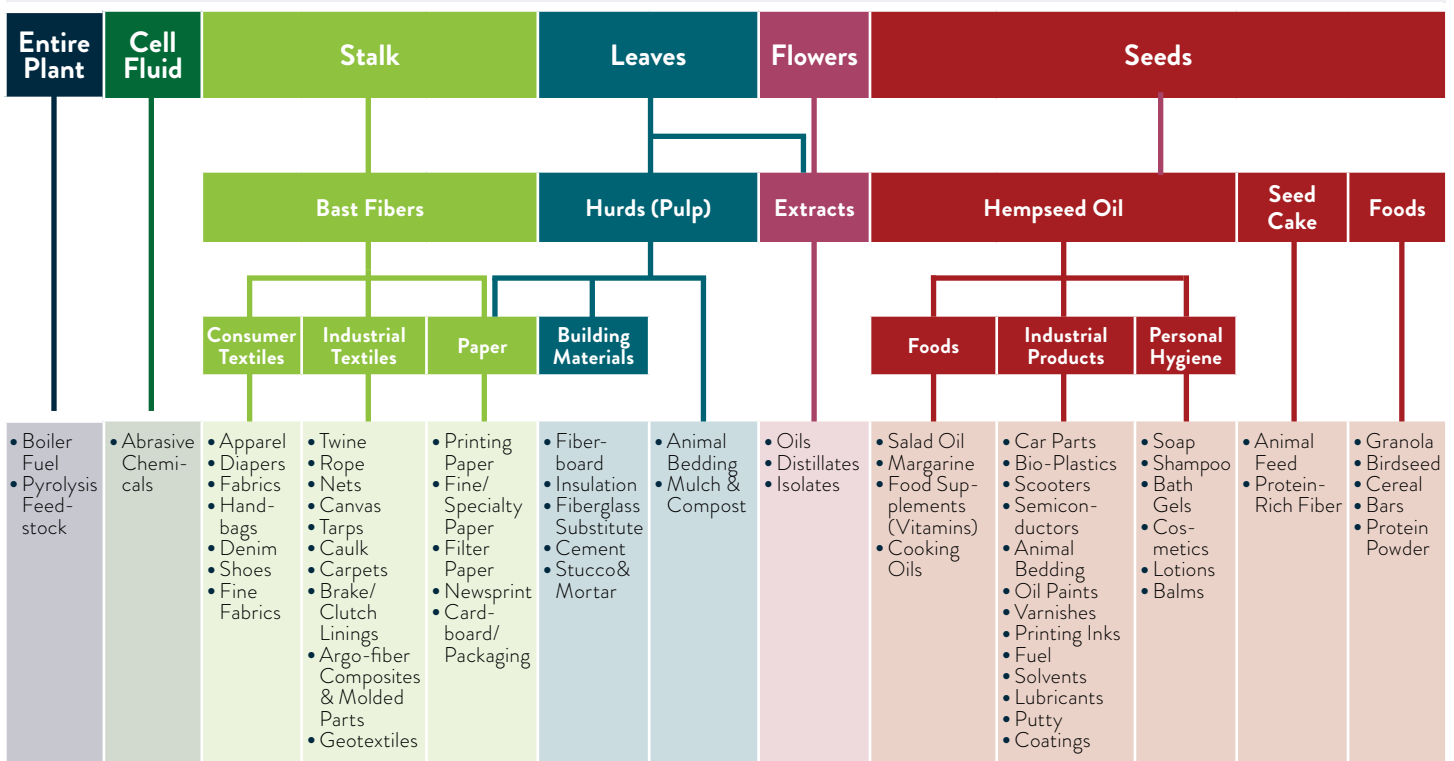 Entire
Plant
Cell
Fluid
Stalk
Leaves
Flowers
Seeds
Bast Fibers
Hurds (Pulp)
Extracts
Hempseed Oil
Seed
Cake
Foods
Consumer
Textiles
Industrial
Textiles
Paper
Building
Materials
Foods
Industrial
Products
Personal
Hygiene
• Boiler
Fuel
• Pyrolysis
Feed-
stock
• Abrasive
Chemi-
cals
• Apparel
• Diapers
• Fabrics
• Hand-
bags
• Denim
• Shoes
• Fine
Fabrics
• Twine
• Rope
• Nets
• Canvas
• Tarps
• Caulk
• Carpets
• Brake/
Clutch
Linings
• Argo-fiber
Composites
& Molded
Parts
• Geotextiles
• Printing
Paper
• Fine/
Specialty
Paper
• Filter
Paper
• Newsprint
• Card-
board/
Packaging
• Fiber-
board
• Insulation
• Fiberglass
Substitute
• Cement
• Stucco&
Mortar
• Animal
Bedding
• Mulch &
Compost
• Oils
• Distillates
• Isolates
• Salad Oil
• Margarine
• Food Sup-
plements
(Vitamins)
• Cooking
Oils
• Car Parts
• Bio-Plastics
• Scooters
• Semicon-
ductors
• Animal
Bedding
• Oil Paints
• Varnishes
• Printing Inks
• Fuel
• Solvents
• Lubricants
• Putty
• Coatings
• Soap
• Shampoo
• Bath
Gels
• Cos-
metics
• Lotions
• Balms
• Animal
Feed
• Protein-
Rich Fiber
• Granola
• Birdseed
• Cereal
• Bars
• Protein
Powder